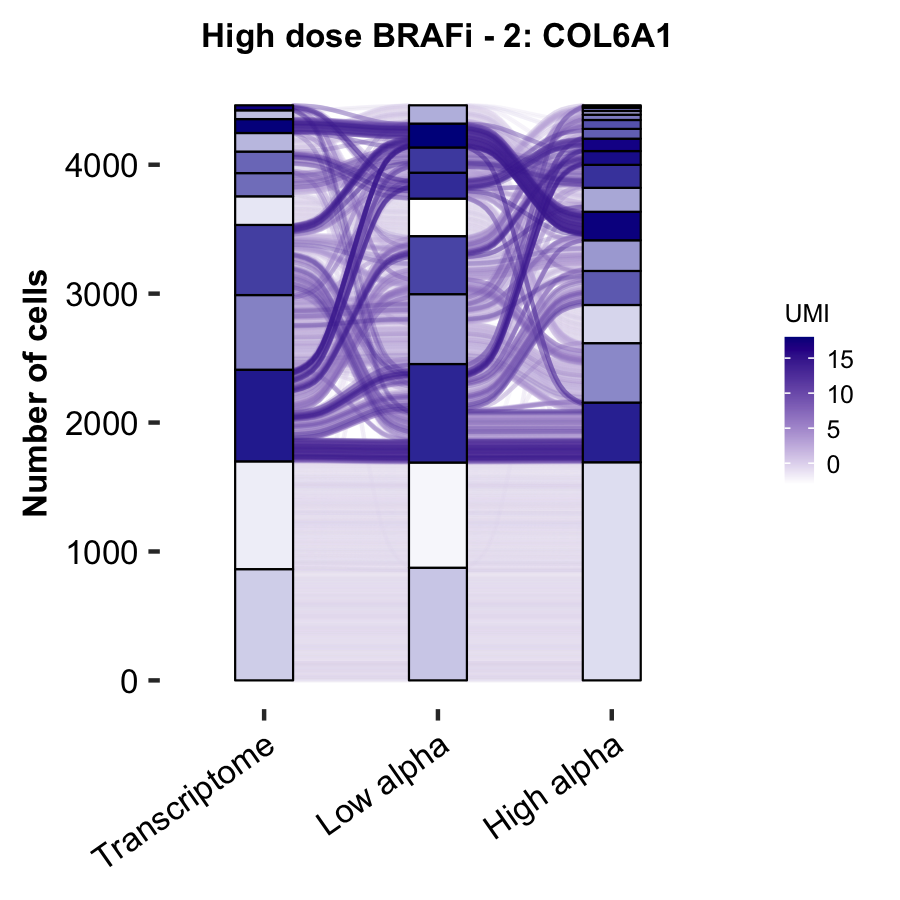 High dose BRAFi - 2: COL6A1
Number of cells
4000
3000
2000
1000
0
UMI
15
10
5
0
Transcriptome
Low alpha
High alpha